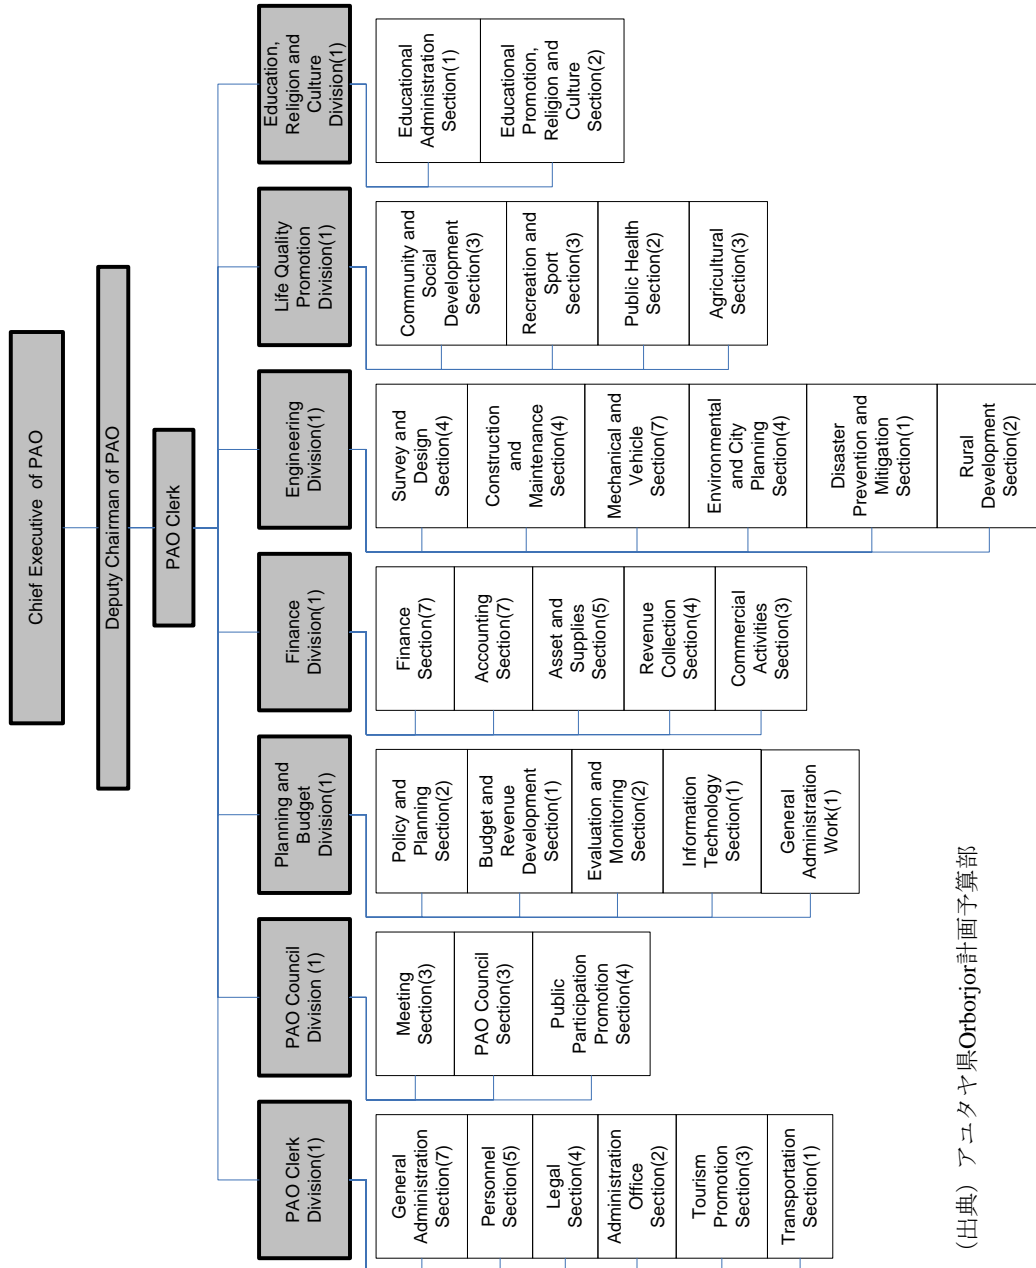 Chief Executive of PAO
Deputy Chairman of PAO
PAO Clerk
PAO Clerk
Division(1)
General
Administration
Section(7)
Personnel
Section(5)
Legal
Section(4)
Administration
Office
Section(2)
Tourism
Promotion
Section(3)
Transportation
Section(1)
PAO Council
Division (1)
Meeting
Section(3)
PAO Council
Section(3)
Public
Participation
Promotion
Section(4)
Planning and
Budget
Division(1)
Policy and
Planning
Section(2)
Budget and
Revenue
Development
Section(1)
Evaluation and
Monitoring
Section(2)
Information
Technology
Section(1)
General
Administration
Work(1)
Finance
Division(1)
Finance
Section(7)
Accounting
Section(7)
Asset and
Supplies
Section(5)
Revenue
Collection
Section(4)
Commercial
Activities
Section(3)
Engineering
Division(1)
Survey and
Design
Section(4)
Construction
and
Maintenance
Section(4)
Mechanical and
Vehicle
Section(7)
Environmental
and City
Planning
Section(4)
Disaster
Prevention and
Mitigation
Section(1)
Rural
Development
Section(2)
Life Quality
Promotion
Division(1)
Community and
Social
Development
Section(3)
Recreation and
Sport
Section(3)
Public Health
Section(2)
Agricultural
Section(3)
Education,
Religion and
Culture
Division(1)
Educational
Administration
Section(1)
Educational
Promotion,
Religion and
Culture
Section(2)
(出典) アユタヤ県Orborjor計画予算部